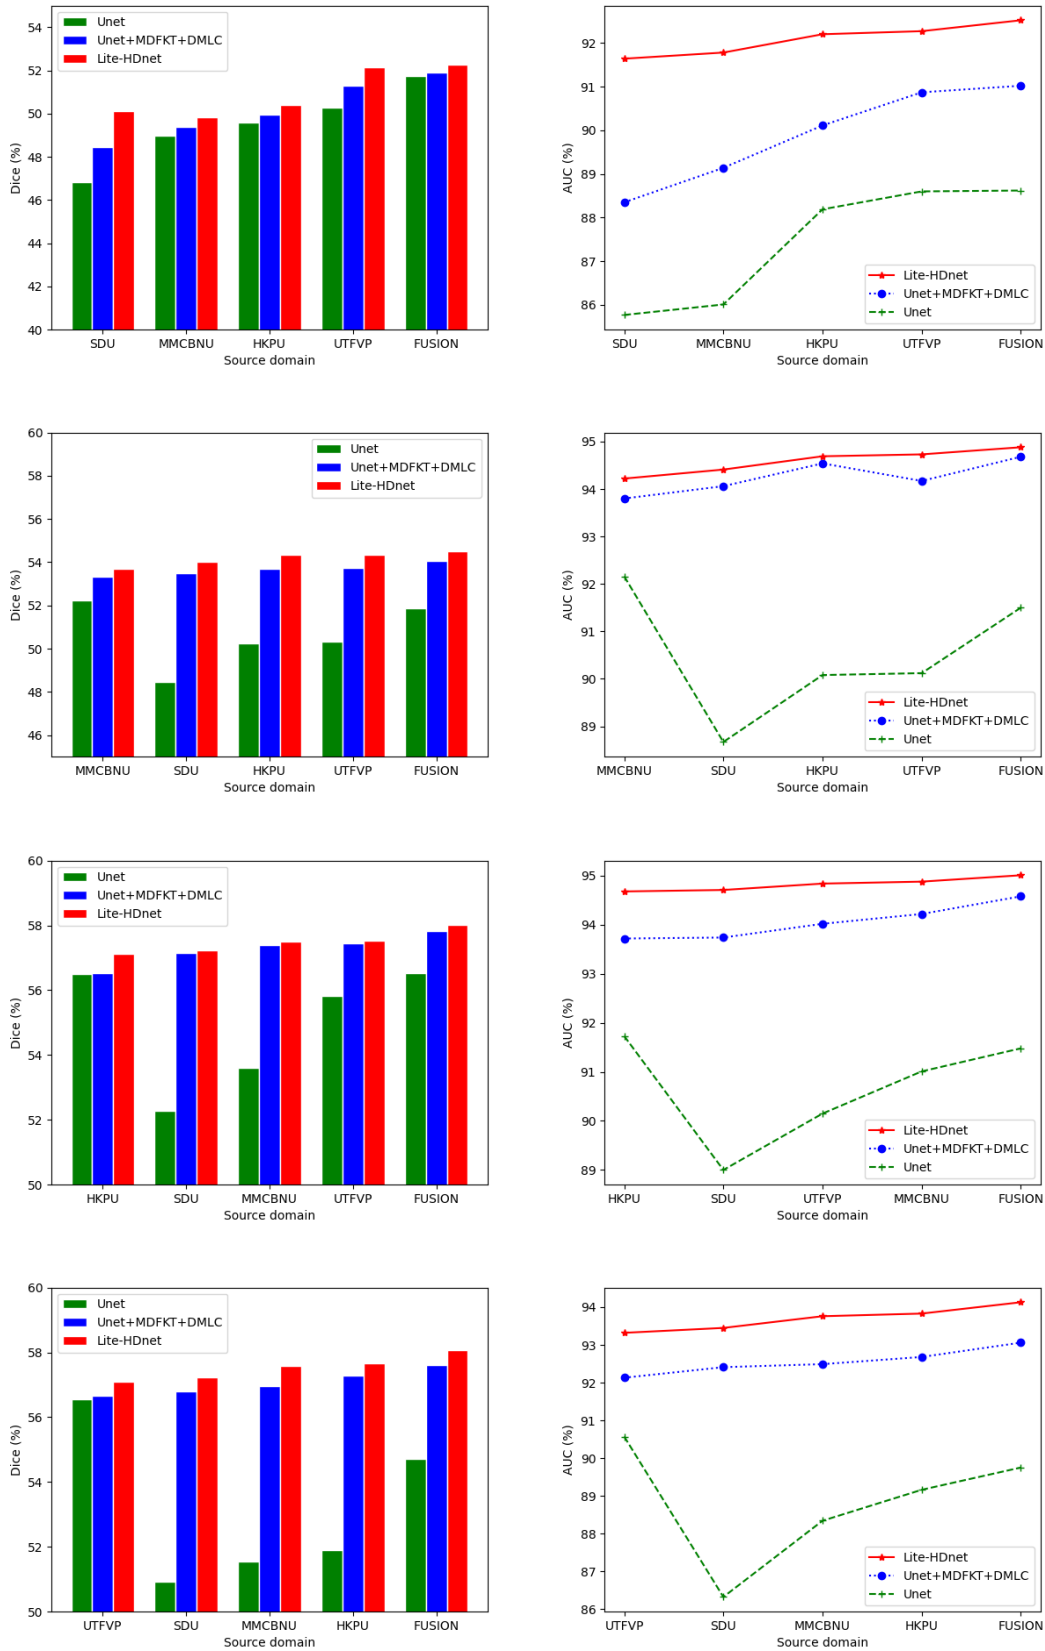 54
52
50
48
46
44
42
40
Dice (%)
Unet
Unet+MDFKT+DMLC
Lite-HDnet
SDU MMCBNU HKPU UTFVP FUSION
Source domain
92
91
90
89
88
87
86
AUC (%)
Lite-HDnet
Unet+MDFKT+DMLC
Unet
SDU MMCBNU HKPU UTFVP FUSION
Source domain
60
58
56
54
52
50
48
46
Dice (%)
Unet
Unet+MDFKT+DMLC
Lite-HDnet
MMCBNU SDU HKPU UTFVP FUSION
Source domain
95
94
93
92
91
90
89
AUC (%)
Lite-HDnet
Unet+MDFKT+DMLC
Unet
MMCBNU SDU HKPU UTFVP FUSION
Source domain
60
58
56
54
52
50
Dice (%)
Unet
Unet+MDFKT+DMLC
Lite-HDnet
HKPU SDU MMCBNU UTFVP FUSION
Source domain
95
94
93
92
91
90
89
AUC (%)
Lite-HDnet
Unet+MDFKT+DMLC
Unet
HKPU SDU UTFVP MMCBNU FUSION
Source domain
60
58
56
54
52
50
Dice (%)
Unet
Unet+MDFKT+DMLC
Lite-HDnet
UTFVP SDU MMCBNU HKPU FUSION
Source domain
94
93
92
91
90
89
88
87
86
AUC (%)
Lite-HDnet
Unet+MDFKT+DMLC
Unet
UTFVP SDU MMCBNU HKPU FUSION
Source domain